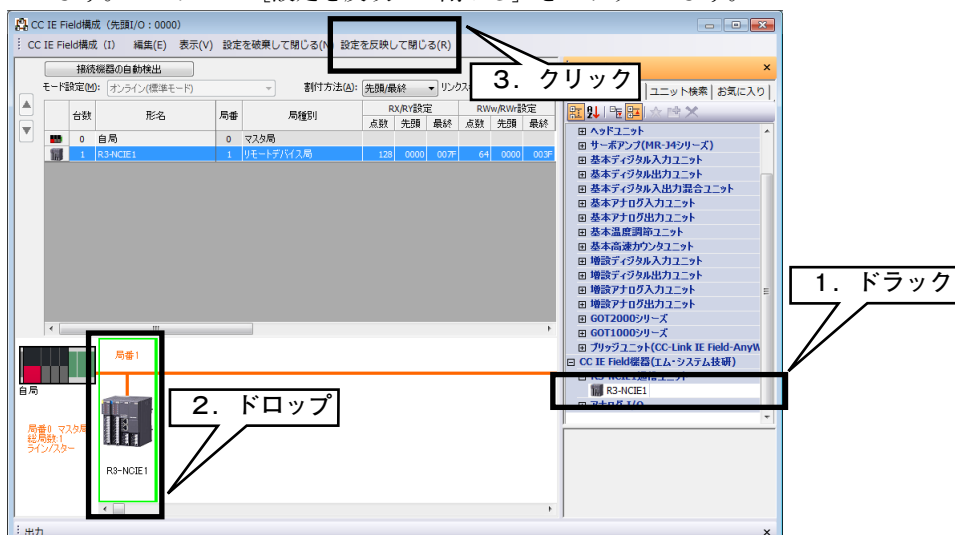 CC IE Field構成（先頭I/O：0000）
CC IE Field構成（I） 編集(E) 表示(V) 設定を破棄して閉じる(N) 設定を反映して閉じる(R)
3．クリック
接続機器の自動検出
モード設定(M): オンライン(標準モード) 割付方法(A): 先頭/最終 リンクス
ユニット検索 お気に入り
台数 形名 局番 局種別 RX/RY設定 RWw/RWr設定
点数 先頭 最終 点数 先頭 最終
0 自局 0 マスタ局
1 R3-NCIE1 1 リモートデバイス局 128 0000 007F 64 0000 003F
ヘッドユニット
サーボアンプ(MR-J4シリーズ)
基本ディジタル入力ユニット
基本ディジタル出力ユニット
基本ディジタル入出力混合ユニット
基本アナログ入力ユニット
基本アナログ出力ユニット
基本温度調節ユニット
基本高速カウンタユニット
増設ディジタル入力ユニット
増設ディジタル出力ユニット
増設アナログ入力ユニット
増設アナログ出力ユニット
GOT2000シリーズ
GOT1000シリーズ
ブリッジユニット(CC-Link IE Field-AnyW
CC IE Field機器(エム・システム技研)
R3-NCIE1
1．ドラック
局番1
自局
2．ドロップ
局番0 マスタ局
総局数:1
ライン/スター
R3-NCIE1
出力